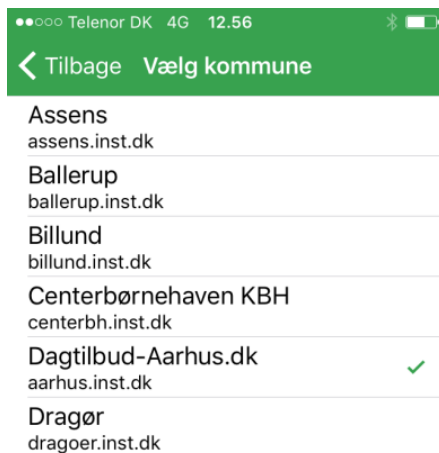 Telenor DK 4G 12.56
Tilbage Vælg kommune
Assens
assens.inst.dk
Ballerup
ballerup.inst.dk
Billund
billund.inst.dk
Centerbørnehaven KBH
centerbh.inst.dk
Dagtilbud-Aarhus.dk
aarhus.inst.dk
Dragør
dragoer.inst.dk